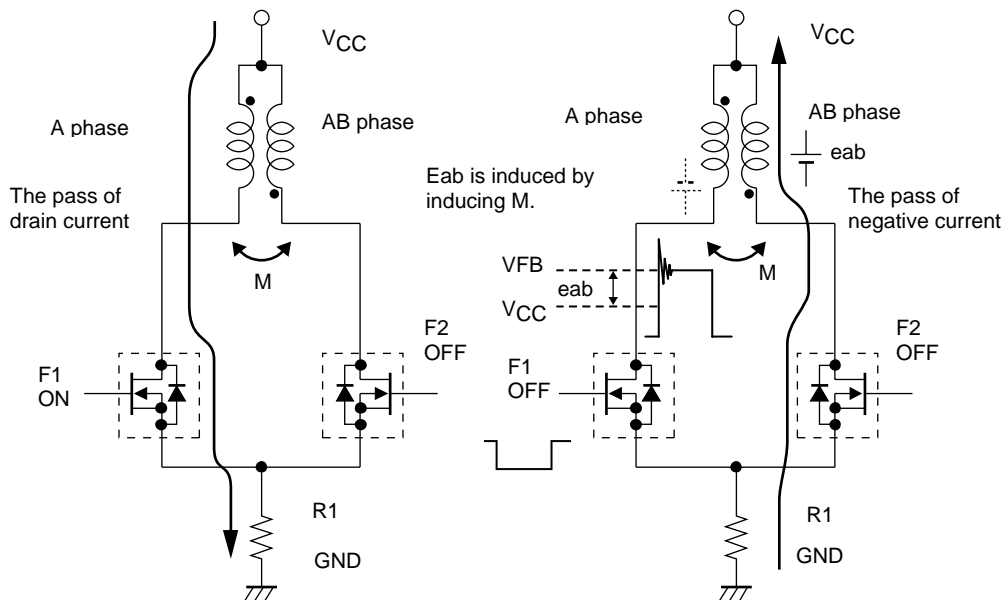 VCC
A phase
AB phase
The pass of
drain current
M
F1
ON
F2
OFF
R1
GND
VCC
A phase
AB phase
eab
Eab is induced by
inducing M.
The pass of
negative current
M
VFB
eab
VCC
F1
OFF
F2
OFF
R1
GND